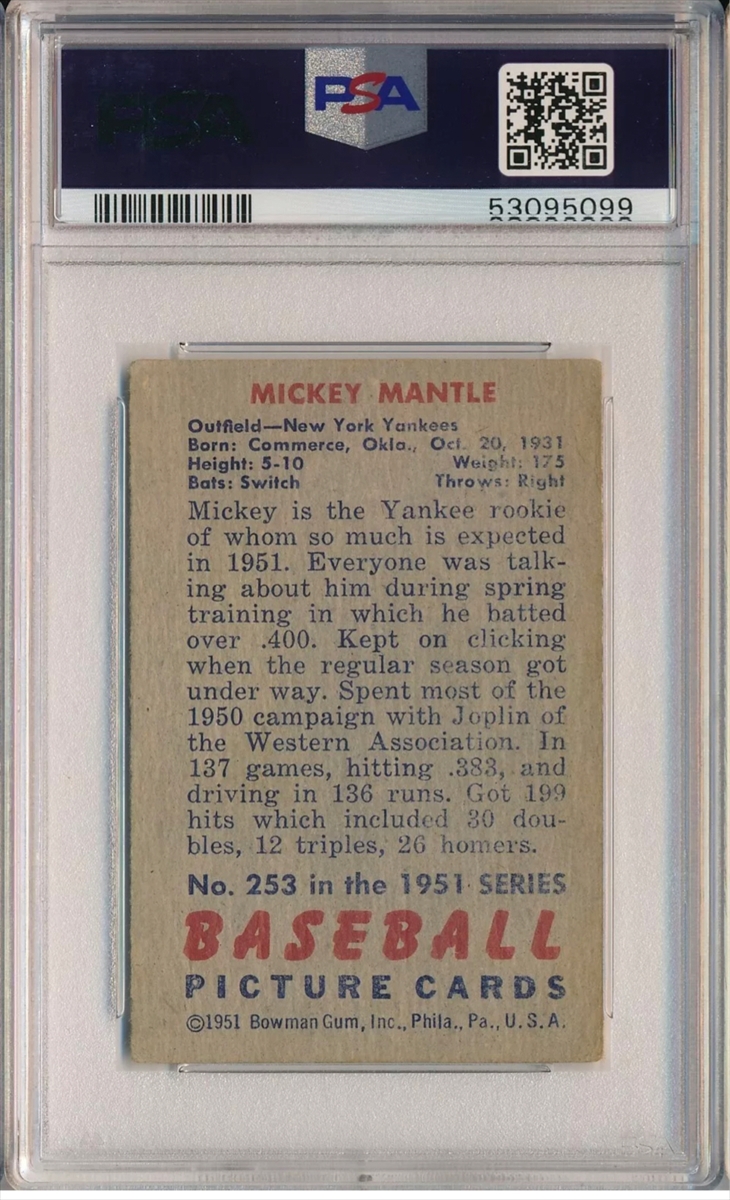 PSA
53095099
MICKEY MANTLE
Outfield—New York Yankees
Born: Commerce, Okla., Oct. 20, 1931
Height: 5-10 Weight: 175
Bats: Switch Throws: Right
Mickey is the Yankee rookie
of whom so much is expected
in 1951. Everyone was talk-
ing about him during spring
training in which he batted
over .400. Kept on clicking
when the regular season got
under way. Spent most of the
1950 campaign with Joplin of
the Western Association. In
137 games, hitting .383, and
driving in 136 runs. Got 199
hits which included 30 dou-
bles, 12 triples, 26 homers.
No. 253 in the 1951 SERIES
BASEBALL
PICTURE CARDS
©1951 Bowman Gum, Inc., Phila., Pa., U.S.A.